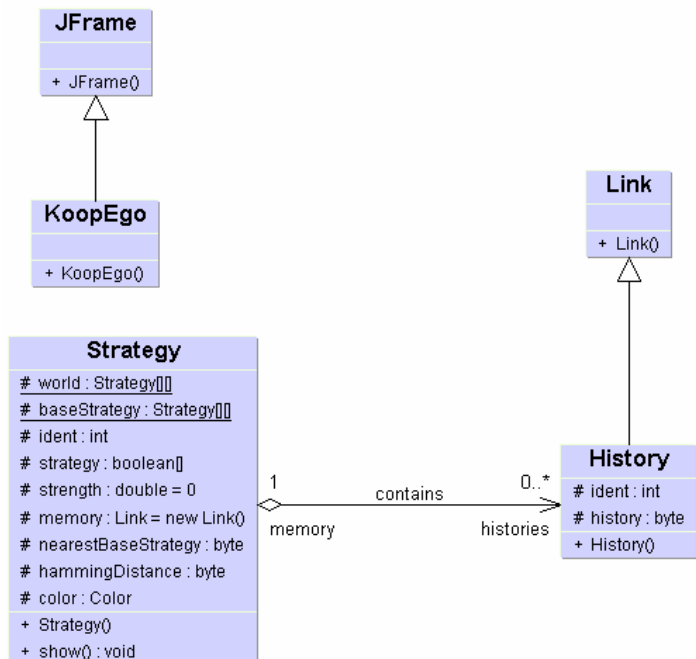 JFrame
+ JFrame()
KoopEgo
+ KoopEgo()
Link
+ Link()
Strategy
# world : Strategy[][]
# baseStrategy : Strategy[][]
# ident : int
# strategy : boolean[]
# strength : double = 0
# memory : Link = new Link()
# nearestBaseStrategy : byte
# hammingDistance : byte
# color : Color
+ Strategy()
+ show() : void
1
contains
0..*
memory
histories
History
# ident : int
# history : byte
+ History()